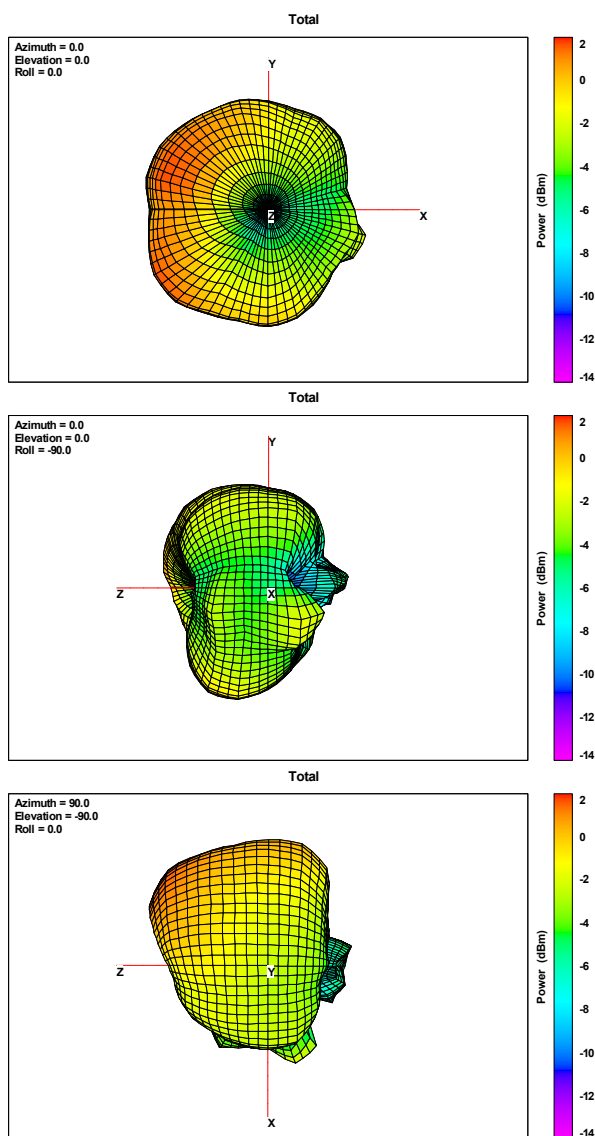 Total
Azimuth = 0.0
Elevation = 0.0
Roll = 0.0
Y
Z
X
2
0
-2
-4
-6
-8
-10
-12
-14
Power (dBm)
Total
Azimuth = 0.0
Elevation = 0.0
Roll = -90.0
Y
Z
X
2
0
-2
-4
-6
-8
-10
-12
-14
Power (dBm)
Total
Azimuth = 90.0
Elevation = -90.0
Roll = 0.0
Z
Y
X
2
0
-2
-4
-6
-8
-10
-12
-14
Power (dBm)